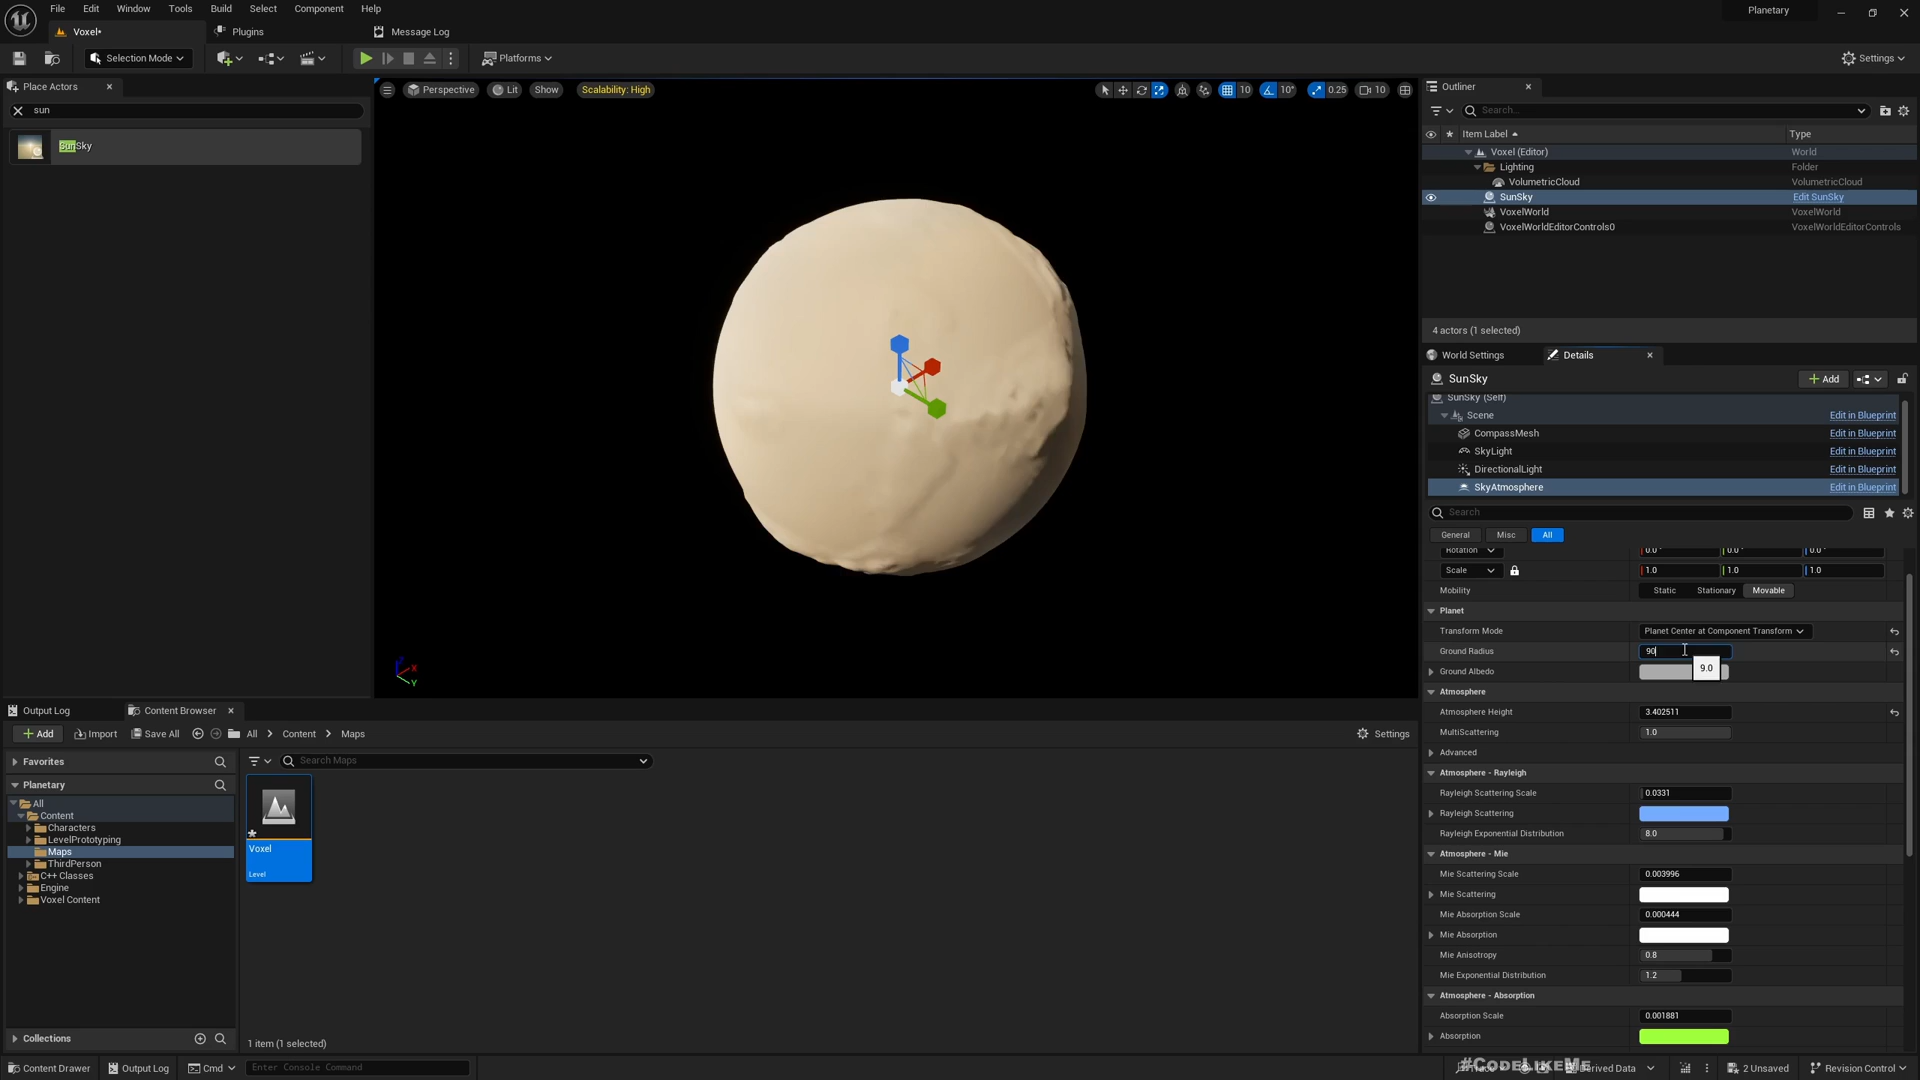 File Edit Window Tools Build Select Component Help
Planetary
Voxel* Plugins Message Log
Selection Mode Platforms Settings
Place Actors
sun
SunSky
Perspective Lit Show Scalability: High
10 10° 0.25 10
Z X
Y
Outliner
Search...
Item Label Type
Voxel (Editor) World
Lighting Folder
VolumetricCloud VolumetricCloud
SunSky Edit SunSky
VoxelWorld VoxelWorld
VoxelWorldEditorControls0 VoxelWorldEditorControls
4 actors (1 selected)
World Settings Details
SunSky Add
SunSky (Self)
Scene Edit in Blueprint
CompassMesh Edit in Blueprint
SkyLight Edit in Blueprint
DirectionalLight Edit in Blueprint
SkyAtmosphere Edit in Blueprint
Search
General Misc All
Rotation 0.0° 0.0° 0.0°
Scale 1.0 1.0 1.0
Mobility Static Stationary Movable
Planet
Transform Mode Planet Center at Component Transform
Ground Radius 90
9.0
Ground Albedo
Atmosphere
Atmosphere Height 3.402511
MultiScattering 1.0
Advanced
Atmosphere - Rayleigh
Rayleigh Scattering Scale 0.0331
Rayleigh Scattering
Rayleigh Exponential Distribution 8.0
Atmosphere - Mie
Mie Scattering Scale 0.003996
Mie Scattering
Mie Absorption Scale 0.000444
Mie Absorption
Mie Anisotropy 0.8
Mie Exponential Distribution 1.2
Atmosphere - Absorption
Absorption Scale 0.001881
Absorption
Output Log Content Browser
Add Import Save All All Content Maps Settings
Favorites
Search Maps
Planetary
All
Content
Characters
LevelPrototyping
Maps
ThirdPerson
C++ Classes
Engine
Voxel Content
Voxel
Level
Collections
1 item (1 selected)
Content Drawer Output Log Cmd Enter Console Command
#CodeLikeMe
Derived Data 2 Unsaved Revision Control